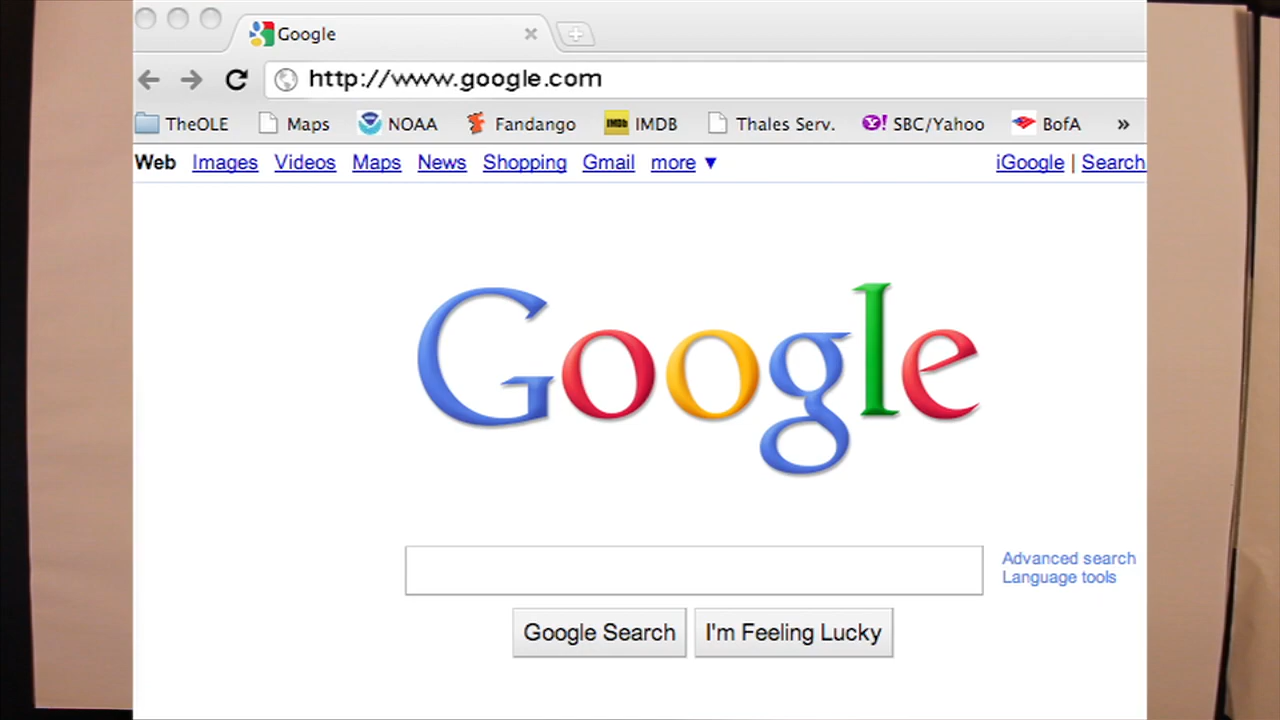 Google
http://www.google.com
TheOLE Maps NOAA Fandango IMDb IMDB Thales Serv. Y! SBC/Yahoo BofA »
Web Images Videos Maps News Shopping Gmail more ▼ iGoogle | Search
Google
Advanced search
Language tools
Google Search I'm Feeling Lucky